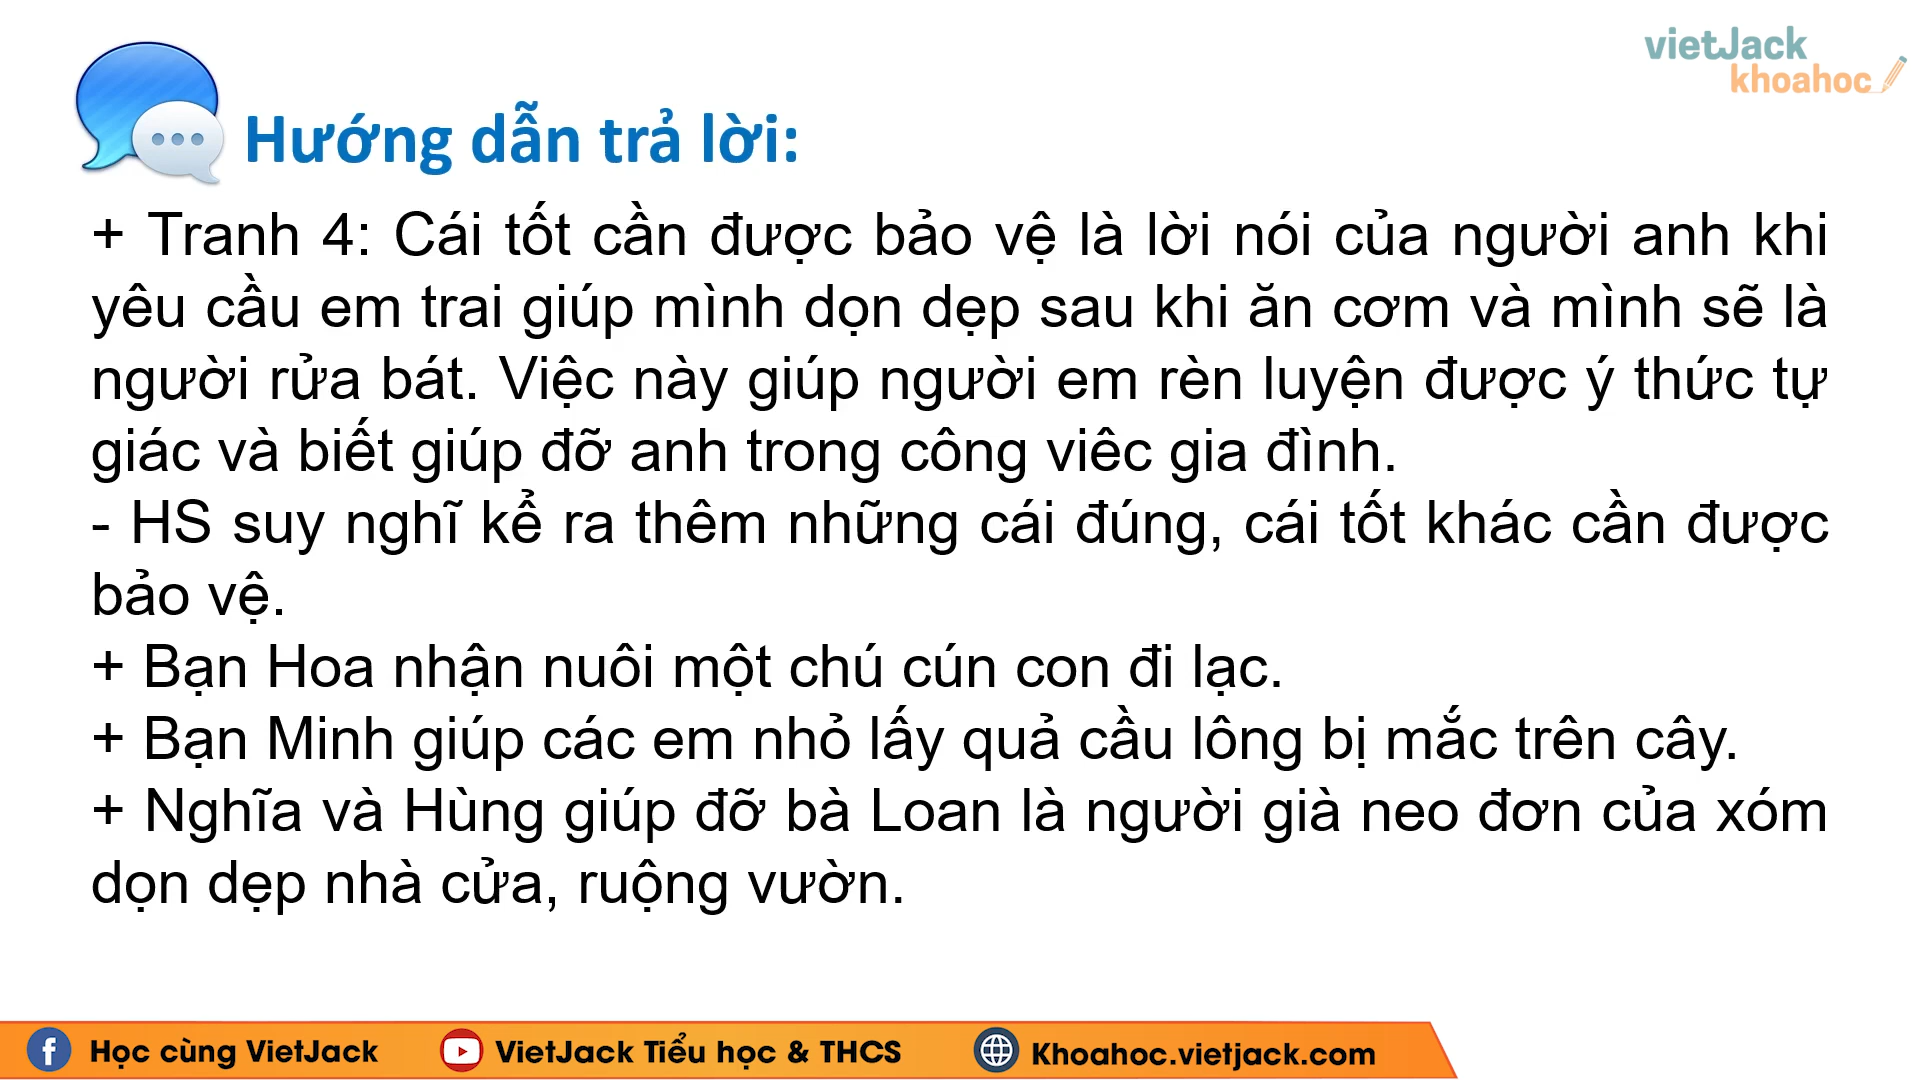 vietJack
khoahoc
Hướng dẫn trả lời:
+ Tranh 4: Cái tốt cần được bảo vệ là lời nói của người anh khi
yêu cầu em trai giúp mình dọn dẹp sau khi ăn cơm và mình sẽ là
người rửa bát. Việc này giúp người em rèn luyện được ý thức tự
giác và biết giúp đỡ anh trong công viêc gia đình.
- HS suy nghĩ kể ra thêm những cái đúng, cái tốt khác cần được
bảo vệ.
+ Bạn Hoa nhận nuôi một chú cún con đi lạc.
+ Bạn Minh giúp các em nhỏ lấy quả cầu lông bị mắc trên cây.
+ Nghĩa và Hùng giúp đỡ bà Loan là người già neo đơn của xóm
dọn dẹp nhà cửa, ruộng vườn.
Học cùng VietJack
VietJack Tiểu học & THCS
Khoahoc.vietjack.com